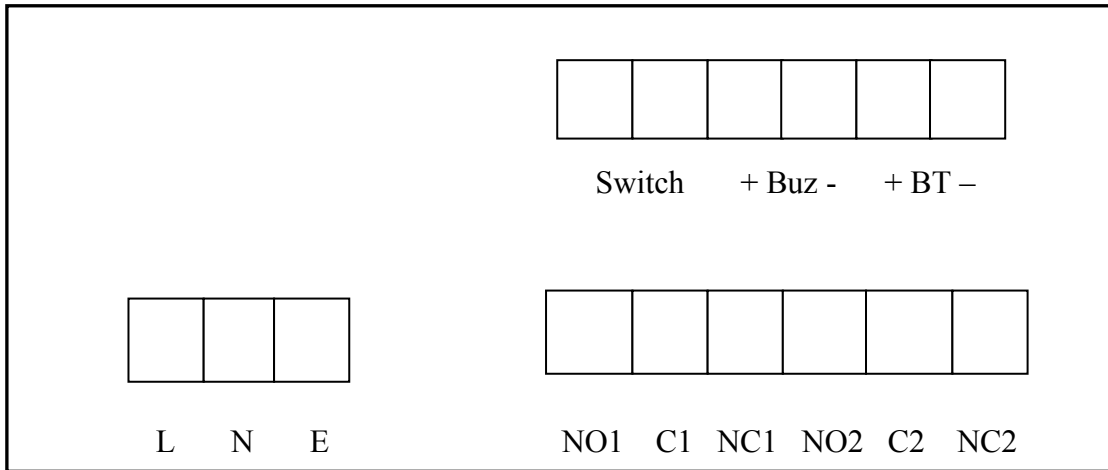 Switch + Buz - + BT –
L N E NO1 C1 NC1 NO2 C2 NC2